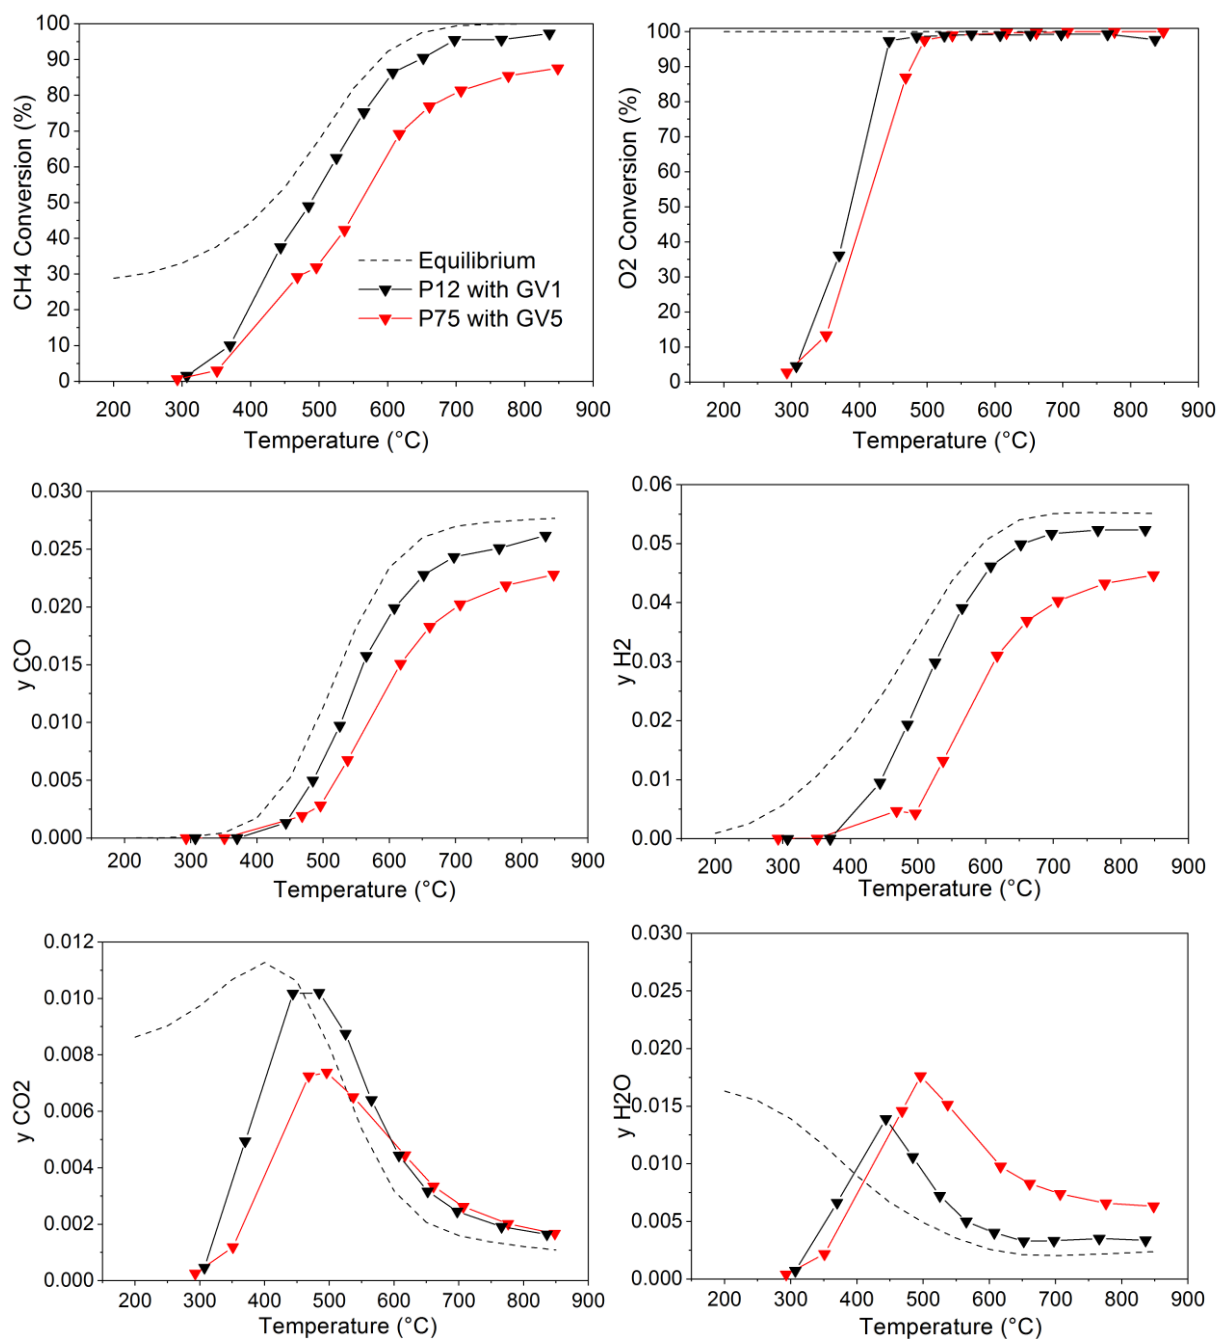 100
90
80
70
60
50
40
30
20
10
0
CH4 Conversion (%)
Equilibrium
P12 with GV1
P75 with GV5
200 300 400 500 600 700 800 900
Temperature (°C)
100
90
80
70
60
50
40
30
20
10
0
O2 Conversion (%)
200 300 400 500 600 700 800 900
Temperature (°C)
0.030
0.025
0.020
0.015
0.010
0.005
0.000
y CO
200 300 400 500 600 700 800 900
Temperature (°C)
0.06
0.05
0.04
0.03
0.02
0.01
0.00
y H2
200 300 400 500 600 700 800 900
Temperature (°C)
0.012
0.010
0.008
0.006
0.004
0.002
0.000
y CO2
200 300 400 500 600 700 800 900
Temperature (°C)
0.030
0.025
0.020
0.015
0.010
0.005
0.000
y H2O
200 300 400 500 600 700 800 900
Temperature (°C)